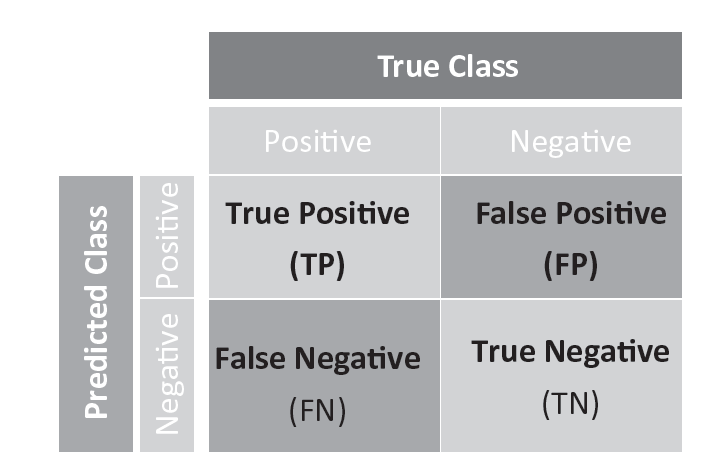 True Class
Positive
Negative
Predicted Class
Positive
True Positive
(TP)
False Positive
(FP)
Negative
False Negative
(FN)
True Negative
(TN)